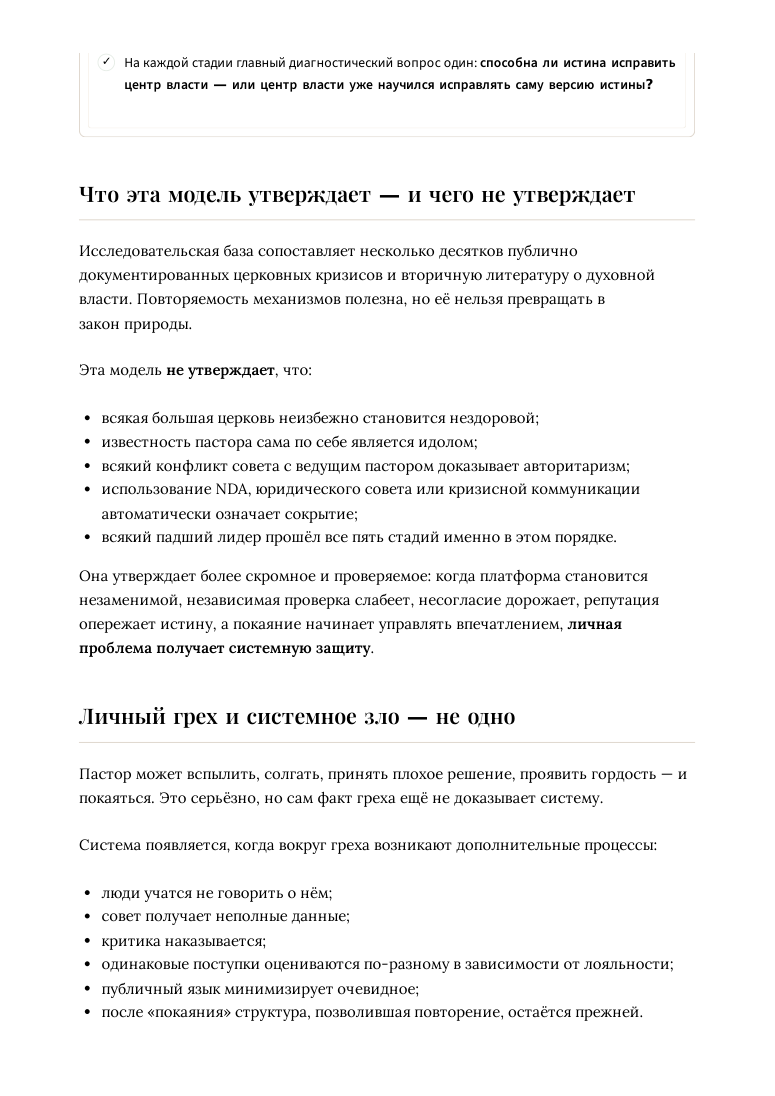 ✓ На каждой стадии главный диагностический вопрос один: способна ли истина исправить
центр власти — или центр власти уже научился исправлять саму версию истины?
Что эта модель утверждает — и чего не утверждает
Исследовательская база сопоставляет несколько десятков публично
документированных церковных кризисов и вторичную литературу о духовной
власти. Повторяемость механизмов полезна, но её нельзя превращать в
закон природы.
Эта модель не утверждает, что:
• всякая большая церковь неизбежно становится нездоровой;
• известность пастора сама по себе является идолом;
• всякий конфликт совета с ведущим пастором доказывает авторитаризм;
• использование NDA, юридического совета или кризисной коммуникации
автоматически означает сокрытие;
• всякий падший лидер прошёл все пять стадий именно в этом порядке.
Она утверждает более скромное и проверяемое: когда платформа становится
незаменимой, независимая проверка слабеет, несогласие дорожает, репутация
опережает истину, а покаяние начинает управлять впечатлением, личная
проблема получает системную защиту.
Личный грех и системное зло — не одно
Пастор может вспылить, солгать, принять плохое решение, проявить гордость — и
покаяться. Это серьёзно, но сам факт греха ещё не доказывает систему.
Система появляется, когда вокруг греха возникают дополнительные процессы:
• люди учатся не говорить о нём;
• совет получает неполные данные;
• критика наказывается;
• одинаковые поступки оцениваются по-разному в зависимости от лояльности;
• публичный язык минимизирует очевидное;
• после «покаяния» структура, позволившая повторение, остаётся прежней.